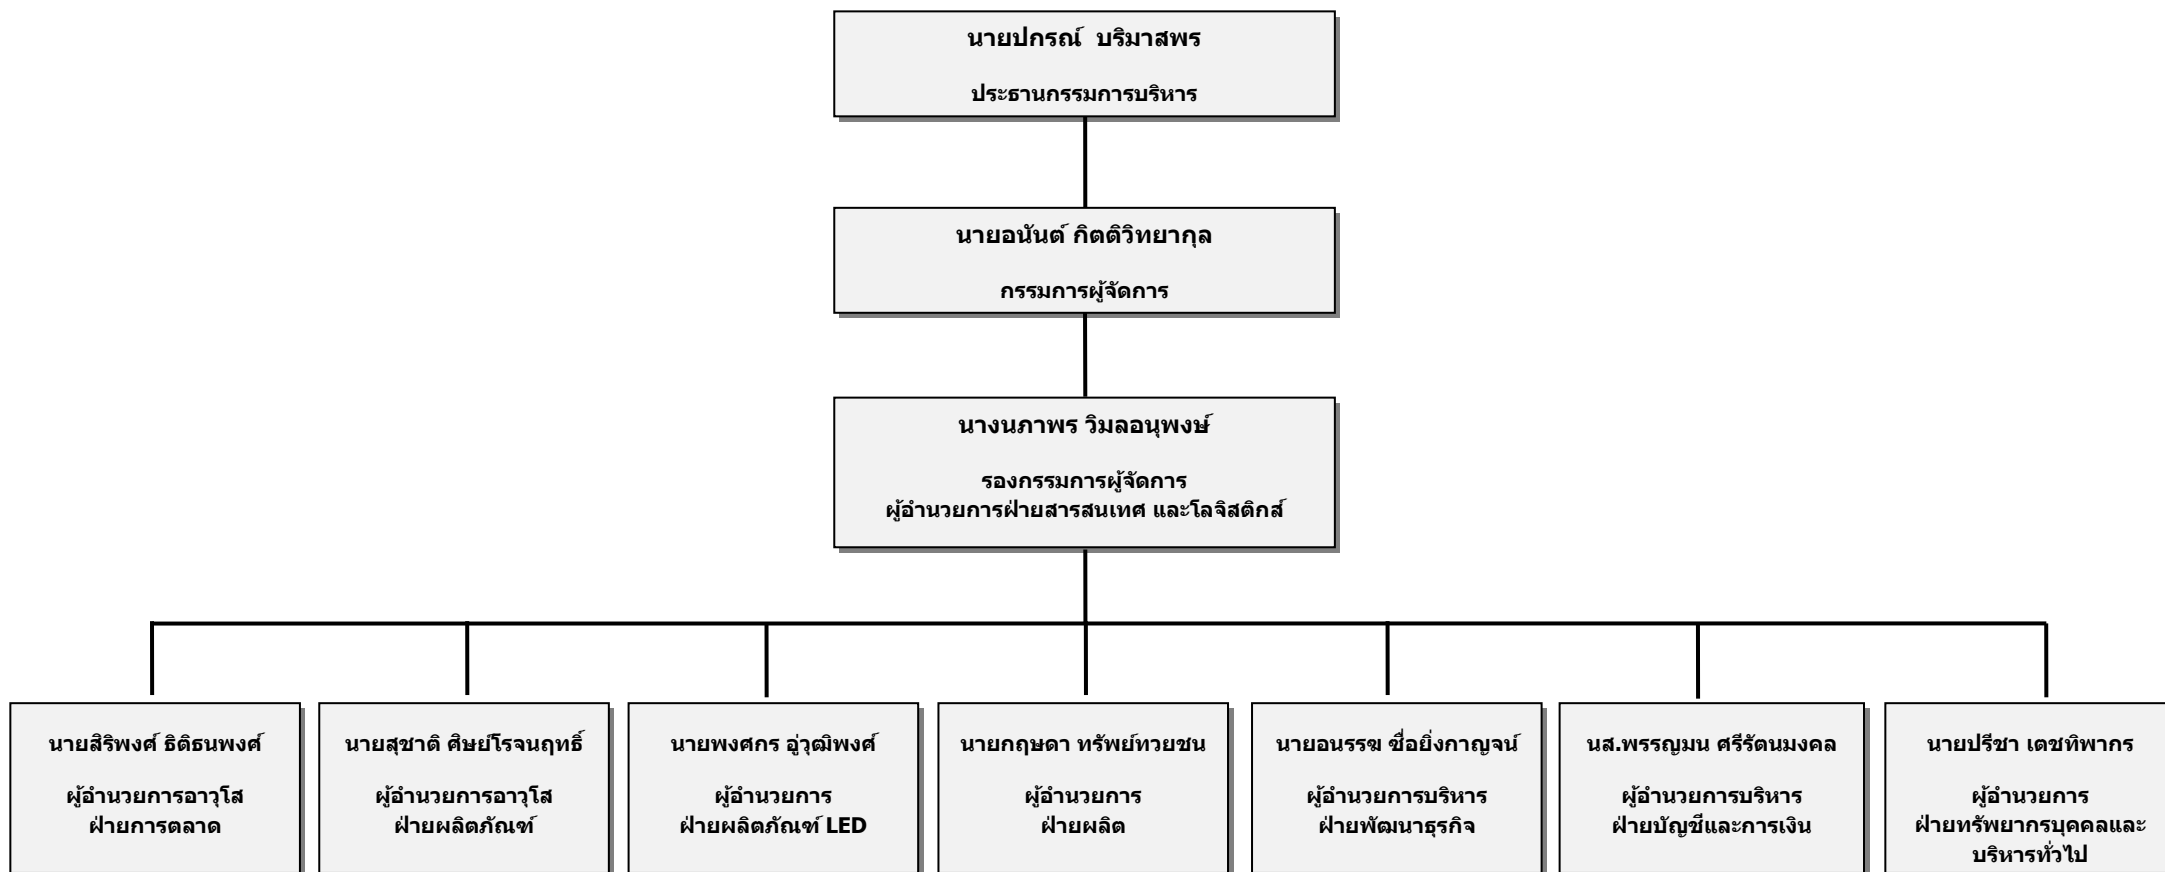 นายปกรณ์ บริมาสพร
ประธานกรรมการบริหาร
นายอนันต์ กิตติวิทยากุล
กรรมการผู้จัดการ
นางนภาพร วิมลอนุพงษ์
รองกรรมการผู้จัดการ
ผู้อำนวยการฝ่ายสารสนเทศ และโลจิสติกส์
นายสิริพงศ์ ธิติธนพงศ์
ผู้อำนวยการอาวุโส
ฝ่ายการตลาด
นายสุชาติ ศิษย์โรจนฤทธิ์
ผู้อำนวยการอาวุโส
ฝ่ายผลิตภัณฑ์
นายพงศกร อู่วุฒิพงศ์
ผู้อำนวยการ
ฝ่ายผลิตภัณฑ์ LED
นายกฤษดา ทรัพย์ทวยชน
ผู้อำนวยการ
ฝ่ายผลิต
นายอนรรฆ ชื่อยิ่งกาญจน์
ผู้อำนวยการบริหาร
ฝ่ายพัฒนาธุรกิจ
นส.พรรญมน ศรีรัตนมงคล
ผู้อำนวยการบริหาร
ฝ่ายบัญชีและการเงิน
นายปรีชา เตชทิพากร
ผู้อำนวยการ
ฝ่ายทรัพยากรบุคคลและ
บริหารทั่วไป